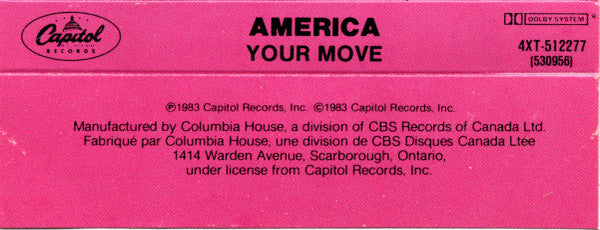 Capitol
RECORDS
AMERICA
YOUR MOVE
DOLBY SYSTEM
4XT-512277
[530956]
℗1983 Capitol Records, Inc. ©1983 Capitol Records, Inc.
Manufactured by Columbia House, a division of CBS Records of Canada Ltd.
Fabriqué par Columbia House, une division de CBS Disques Canada Ltée
1414 Warden Avenue, Scarborough, Ontario,
under license from Capitol Records, Inc.